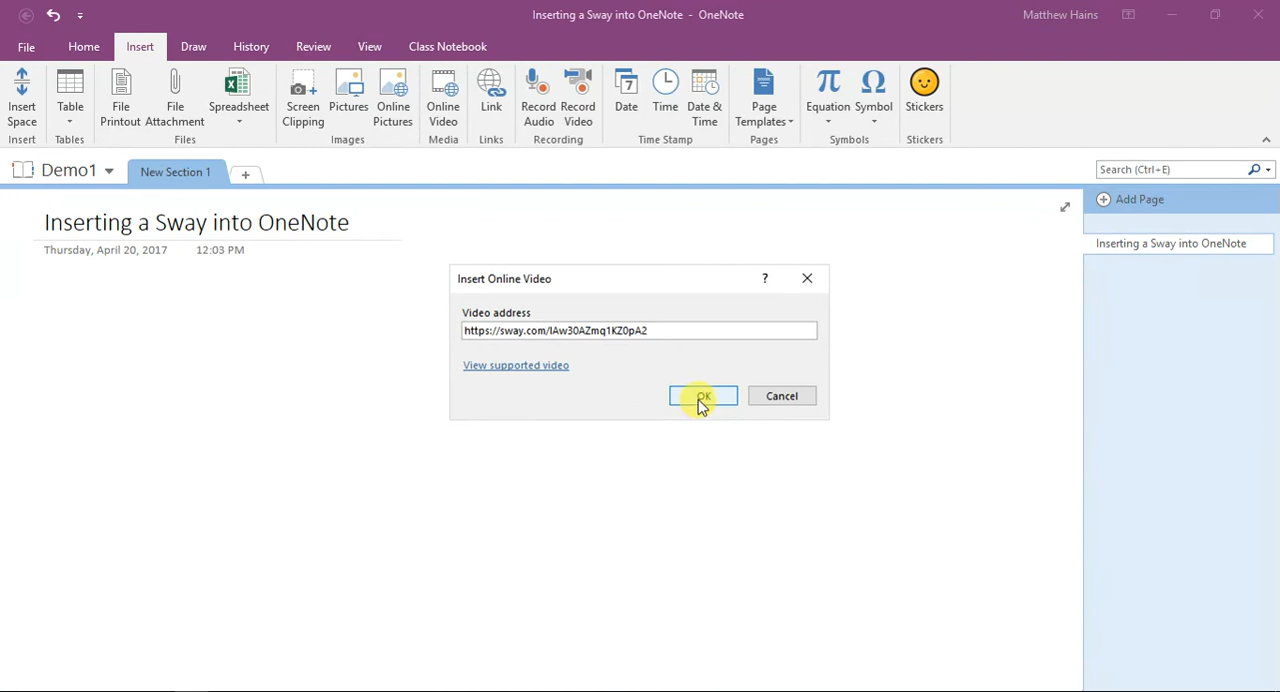 Inserting a Sway into OneNote - OneNote
Matthew Hains
File Home Insert Draw History Review View Class Notebook
Insert Space
Table
File Printout
File Attachment
Spreadsheet
Screen Clipping
Pictures
Online Pictures
Online Video
Link
Record Audio
Record Video
Date
Time
Date & Time
Page Templates
Equation
Symbol
Stickers
Insert Tables Files Images Media Links Recording Time Stamp Pages Symbols Stickers
Demo1 New Section 1
Search (Ctrl+E)
Add Page
Inserting a Sway into OneNote
Inserting a Sway into OneNote
Thursday, April 20, 2017 12:03 PM
Insert Online Video
Video address
https://sway.com/IAw30AZmq1KZ0pA2
View supported video
OK Cancel